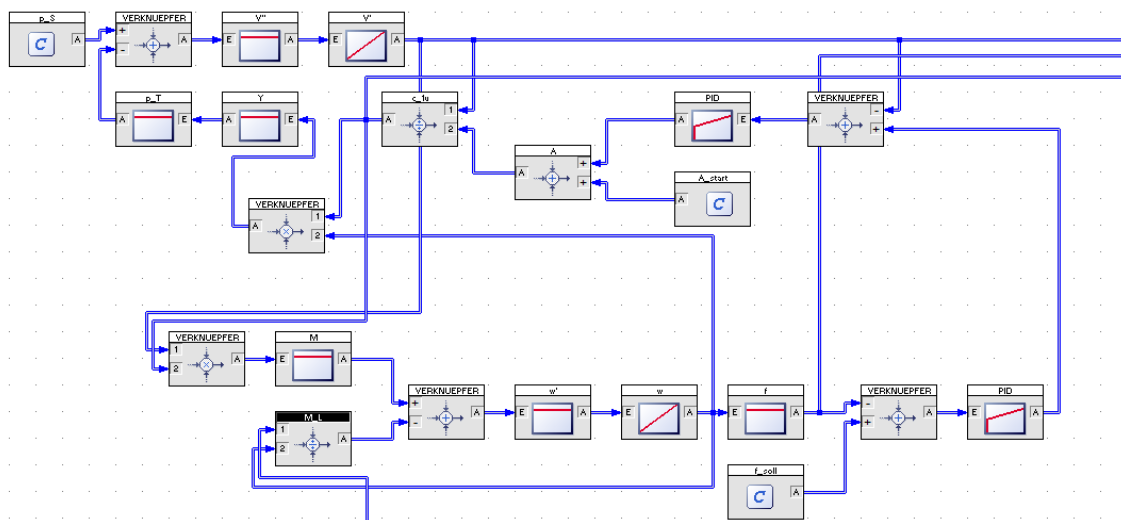 p_S VERKNUEPFER V'' V'
C A + A E A E A
-
p_T Y c_1u PID VERKNUEPFER
1 -
A E A E A A E A
2 +
A A_start
+
A C A
+
VERKNUEPFER
1
A
2
VERKNUEPFER M
1 A E A
2
VERKNUEPFER w' w f VERKNUEPFER PID
+ -
A E A E A E A A E A
- +
M_L
1
A
2
f_soll
C A